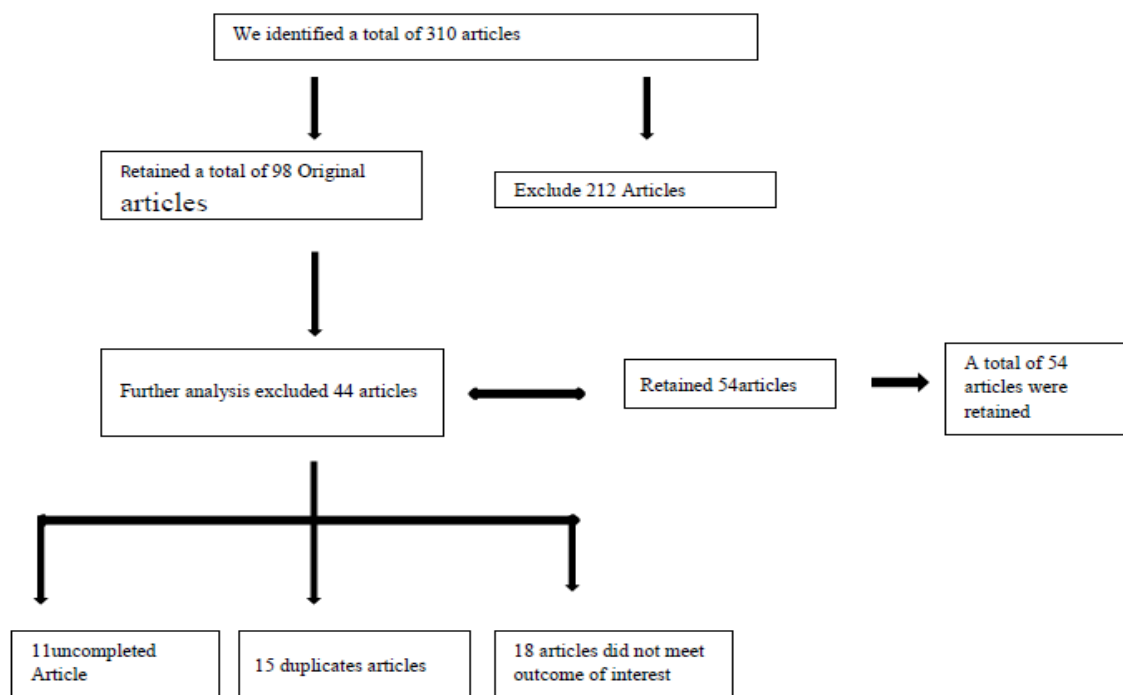 We identified a total of 310 articles
Retained a total of 98 Original
articles
Exclude 212 Articles
Further analysis excluded 44 articles
Retained 54articles
A total of 54
articles were
retained
11uncompleted
Article
15 duplicates articles
18 articles did not meet
outcome of interest